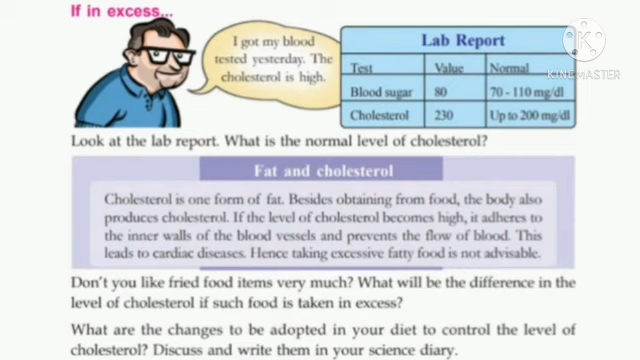 If in excess...
I got my blood
tested yesterday. The
cholesterol is high.
Lab Report
Test Value Normal
Blood sugar 80 70 - 110 mg/dl
Cholesterol 230 Up to 200 mg/dl
KINEMASTER
Look at the lab report. What is the normal level of cholesterol?
Fat and cholesterol
Cholesterol is one form of fat. Besides obtaining from food, the body also
produces cholesterol. If the level of cholesterol becomes high, it adheres to
the inner walls of the blood vessels and prevents the flow of blood. This
leads to cardiac diseases. Hence taking excessive fatty food is not advisable.
Don't you like fried food items very much? What will be the difference in the
level of cholesterol if such food is taken in excess?
What are the changes to be adopted in your diet to control the level of
cholesterol? Discuss and write them in your science diary.